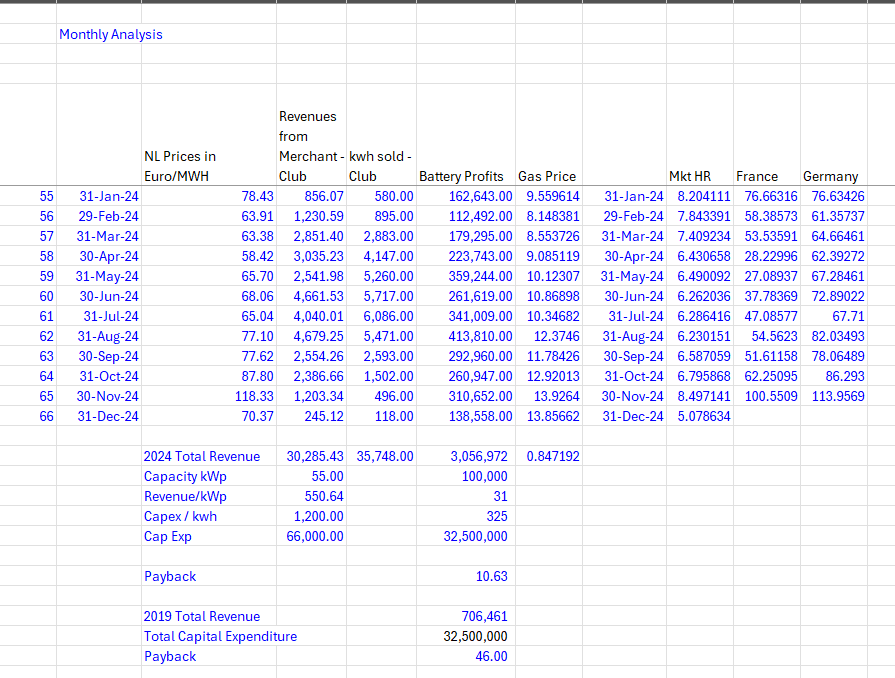 Monthly Analysis
Revenues
from
NL Prices in Merchant - kwh sold -
Euro/MWH Club Club Battery Profits Gas Price Mkt HR France Germany
55 31-Jan-24 78.43 856.07 580.00 162,643.00 9.559614 31-Jan-24 8.204111 76.66316 76.63426
56 29-Feb-24 63.91 1,230.59 895.00 112,492.00 8.148381 29-Feb-24 7.843391 58.38573 61.35737
57 31-Mar-24 63.38 2,851.40 2,883.00 179,295.00 8.553726 31-Mar-24 7.409234 53.53591 64.66461
58 30-Apr-24 58.42 3,035.23 4,147.00 223,743.00 9.085119 30-Apr-24 6.430658 28.22996 62.39272
59 31-May-24 65.70 2,541.98 5,260.00 359,244.00 10.12307 31-May-24 6.490092 27.08937 67.28461
60 30-Jun-24 68.06 4,661.53 5,717.00 261,619.00 10.86898 30-Jun-24 6.262036 37.78369 72.89022
61 31-Jul-24 65.04 4,040.01 6,086.00 341,009.00 10.34682 31-Jul-24 6.286416 47.08577 67.71
62 31-Aug-24 77.10 4,679.25 5,471.00 413,810.00 12.3746 31-Aug-24 6.230151 54.5623 82.03493
63 30-Sep-24 77.62 2,554.26 2,593.00 292,960.00 11.78426 30-Sep-24 6.587059 51.61158 78.06489
64 31-Oct-24 87.80 2,386.66 1,502.00 260,947.00 12.92013 31-Oct-24 6.795868 62.25095 86.293
65 30-Nov-24 118.33 1,203.34 496.00 310,652.00 13.9264 30-Nov-24 8.497141 100.5509 113.9569
66 31-Dec-24 70.37 245.12 118.00 138,558.00 13.85662 31-Dec-24 5.078634
2024 Total Revenue 30,285.43 35,748.00 3,056,972 0.847192
Capacity kWp 55.00 100,000
Revenue/kWp 550.64 31
Capex / kwh 1,200.00 325
Cap Exp 66,000.00 32,500,000
Payback 10.63
2019 Total Revenue 706,461
Total Capital Expenditure 32,500,000
Payback 46.00